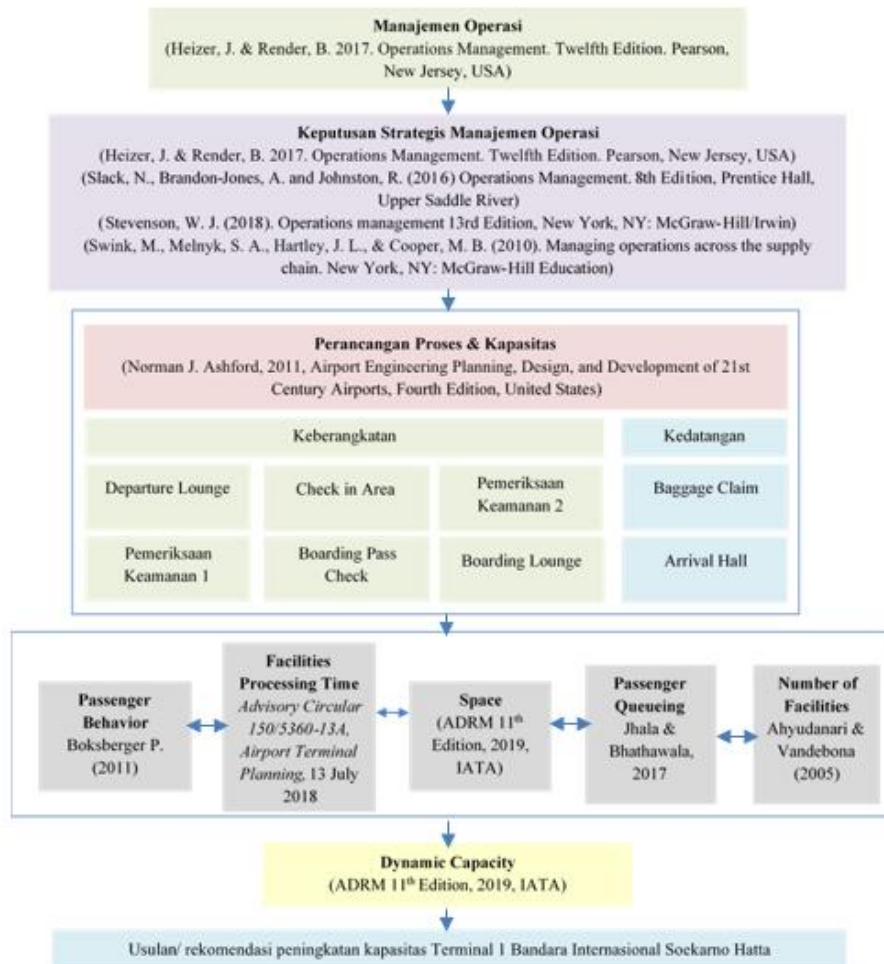 Manajemen Operasi
(Heizer, J. & Render, B. 2017. Operations Management. Twelfth Edition. Pearson,
New Jersey, USA)
Keputusan Strategis Manajemen Operasi
(Heizer, J. & Render, B. 2017. Operations Management. Twelfth Edition. Pearson, New Jersey, USA)
(Slack, N., Brandon-Jones, A. and Johnston, R. (2016) Operations Management. 8th Edition, Prentice Hall,
Upper Saddle River)
(Stevenson, W. J. (2018). Operations management 13rd Edition, New York, NY: McGraw-Hill/Irwin)
(Swink, M., Melnyk, S. A., Hartley, J. L., & Cooper, M. B. (2010). Managing operations across the supply
chain. New York, NY: McGraw-Hill Education)
Perancangan Proses & Kapasitas
(Norman J. Ashford, 2011, Airport Engineering Planning, Design, and Development of 21st
Century Airports, Fourth Edition, United States)
Keberangkatan
Kedatangan
Departure Lounge
Check in Area
Pemeriksaan
Keamanan 2
Baggage Claim
Pemeriksaan
Keamanan 1
Boarding Pass
Check
Boarding Lounge
Arrival Hall
Passenger
Behavior
Boksberger P.
(2011)
Facilities
Processing Time
Advisory Circular
150/5360-13A,
Airport Terminal
Planning, 13 July
2018
Space
(ADRM 11th
Edition, 2019,
IATA)
Passenger
Queueing
Jhala &
Bhathawala,
2017
Number of
Facilities
Ahyudanari &
Vandebona
(2005)
Dynamic Capacity
(ADRM 11th Edition, 2019, IATA)
Usulan/ rekomendasi peningkatan kapasitas Terminal 1 Bandara Internasional Soekarno Hatta